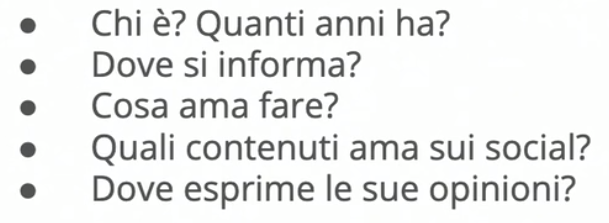 ● Chi è? Quanti anni ha?
● Dove si informa?
● Cosa ama fare?
● Quali contenuti ama sui social?
● Dove esprime le sue opinioni?